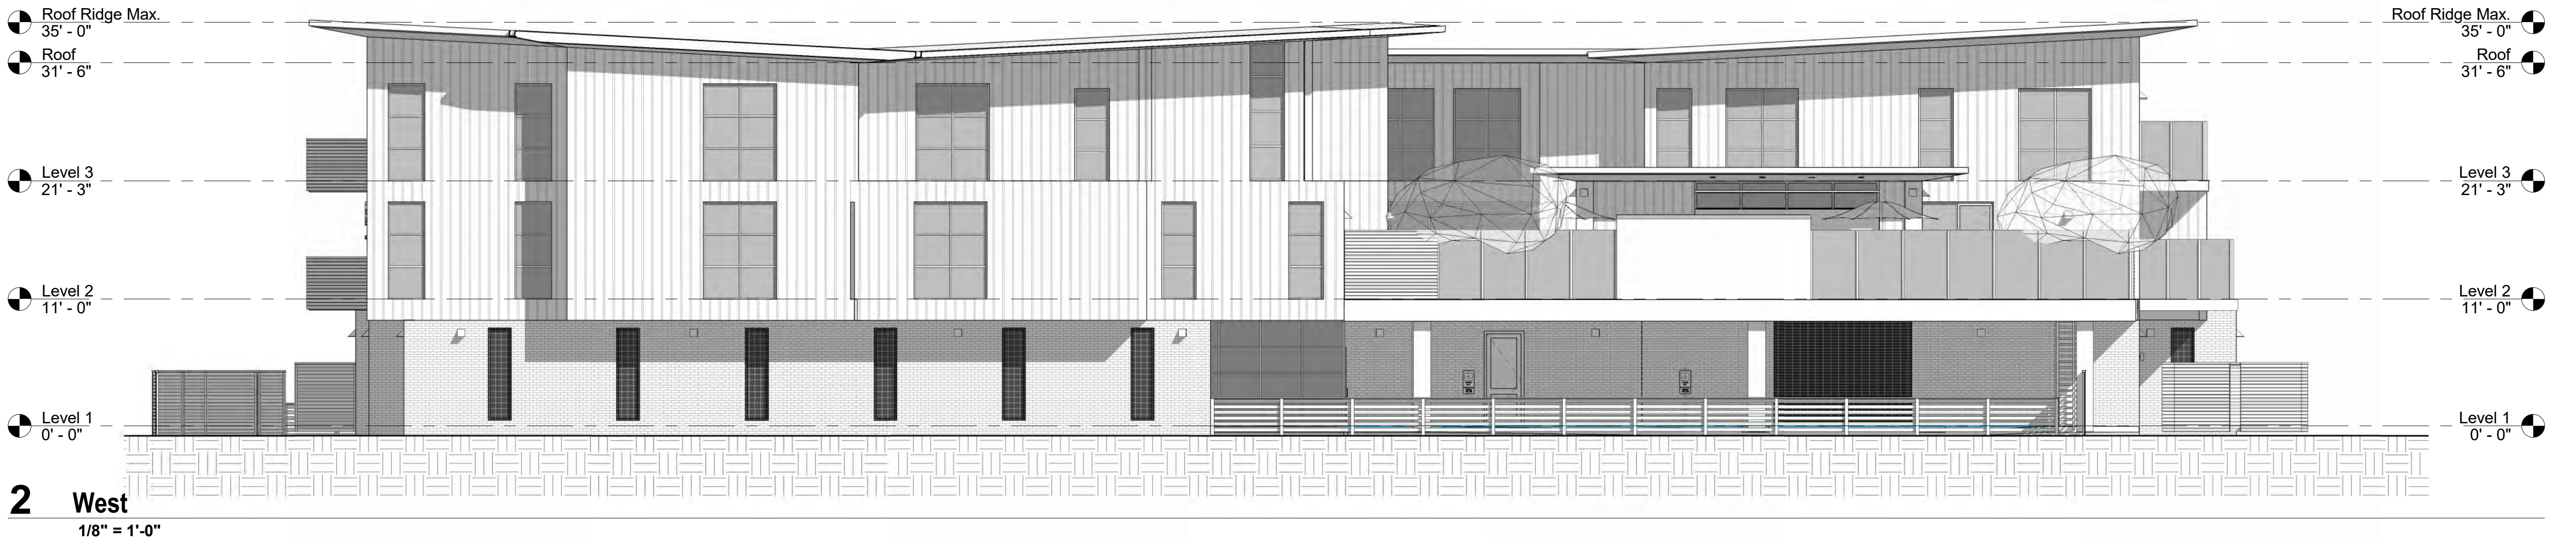 Roof Ridge Max.
35' - 0"
Roof
31' - 6"
Level 3
21' - 3"
Level 2
11' - 0"
Level 1
0' - 0"
Roof Ridge Max.
35' - 0"
Roof
31' - 6"
Level 3
21' - 3"
Level 2
11' - 0"
Level 1
0' - 0"
2 West
1/8" = 1'-0"